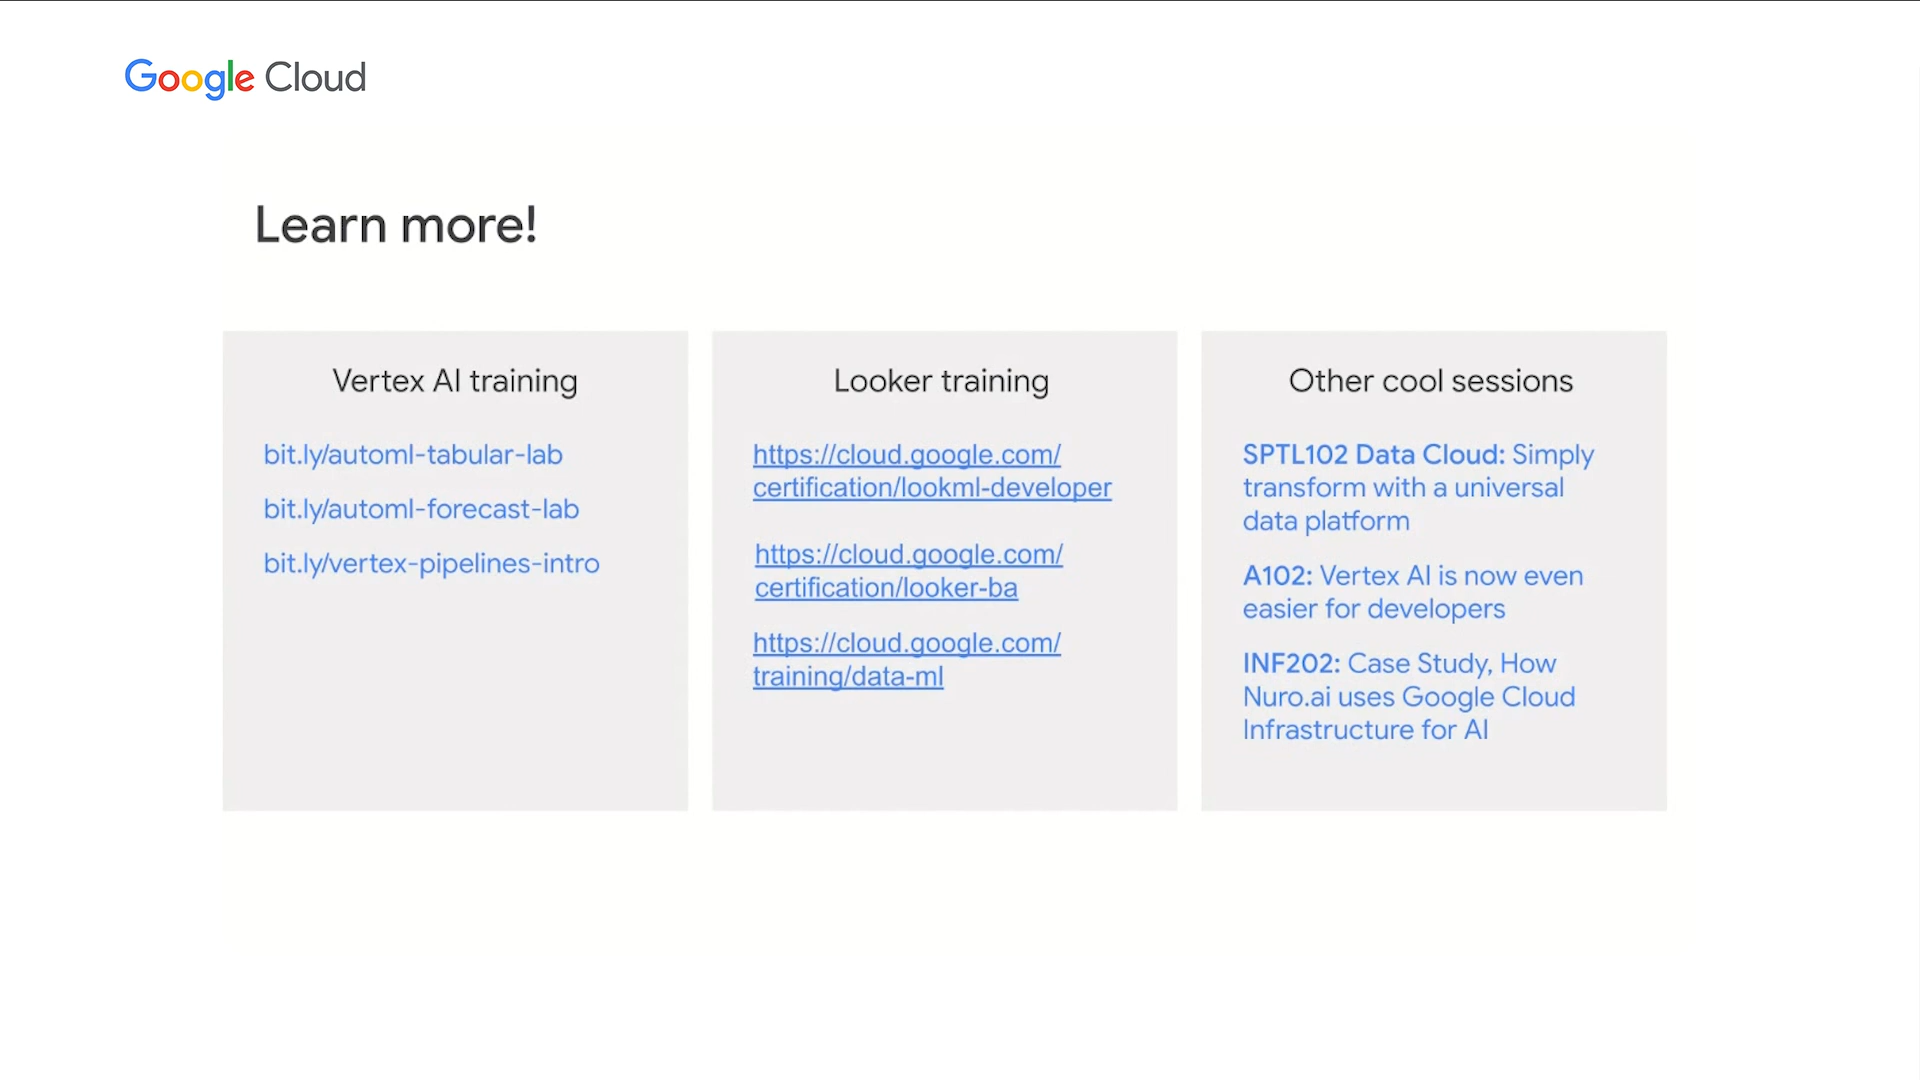 Google Cloud
Learn more!
Vertex AI training
bit.ly/automl-tabular-lab
bit.ly/automl-forecast-lab
bit.ly/vertex-pipelines-intro
Looker training
https://cloud.google.com/
certification/lookml-developer
https://cloud.google.com/
certification/looker-ba
https://cloud.google.com/
training/data-ml
Other cool sessions
SPTL102 Data Cloud: Simply
transform with a universal
data platform
A102: Vertex AI is now even
easier for developers
INF202: Case Study, How
Nuro.ai uses Google Cloud
Infrastructure for AI